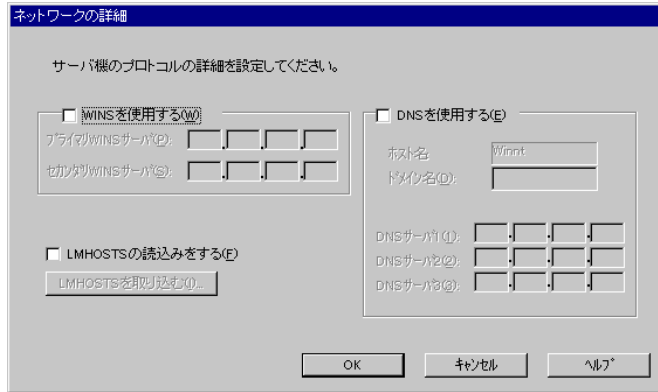 ネットワークの詳細
サーバ機のプロトコルの詳細を設定してください。
WINSを使用する(W)
ﾌﾟﾗｲﾏﾘWINSサーバ(P):
ｾｶﾝﾀﾞﾘWINSサーバ(S):
LMHOSTSの読込みをする(F)
LMHOSTSを取り込む(I)...
DNSを使用する(E)
ホスト名
Winnt
ﾄﾞﾒｲﾝ名(D):
DNSサーバ1(1):
DNSサーバ2(2):
DNSサーバ3(3):
OK
ｷｬﾝｾﾙ
ﾍﾙﾌﾟ